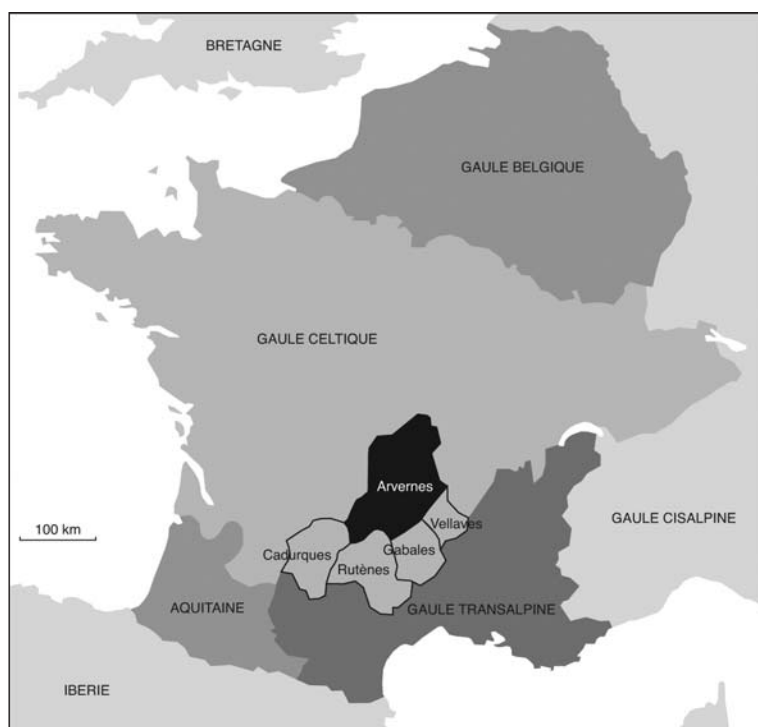 BRETAGNE
GAULE BELGIQUE
GAULE CELTIQUE
Arvernes
Vellaves
GAULE CISALPINE
100 km
Cadurques
Gabales
Rutènes
AQUITAINE
GAULE TRANSALPINE
IBERIE